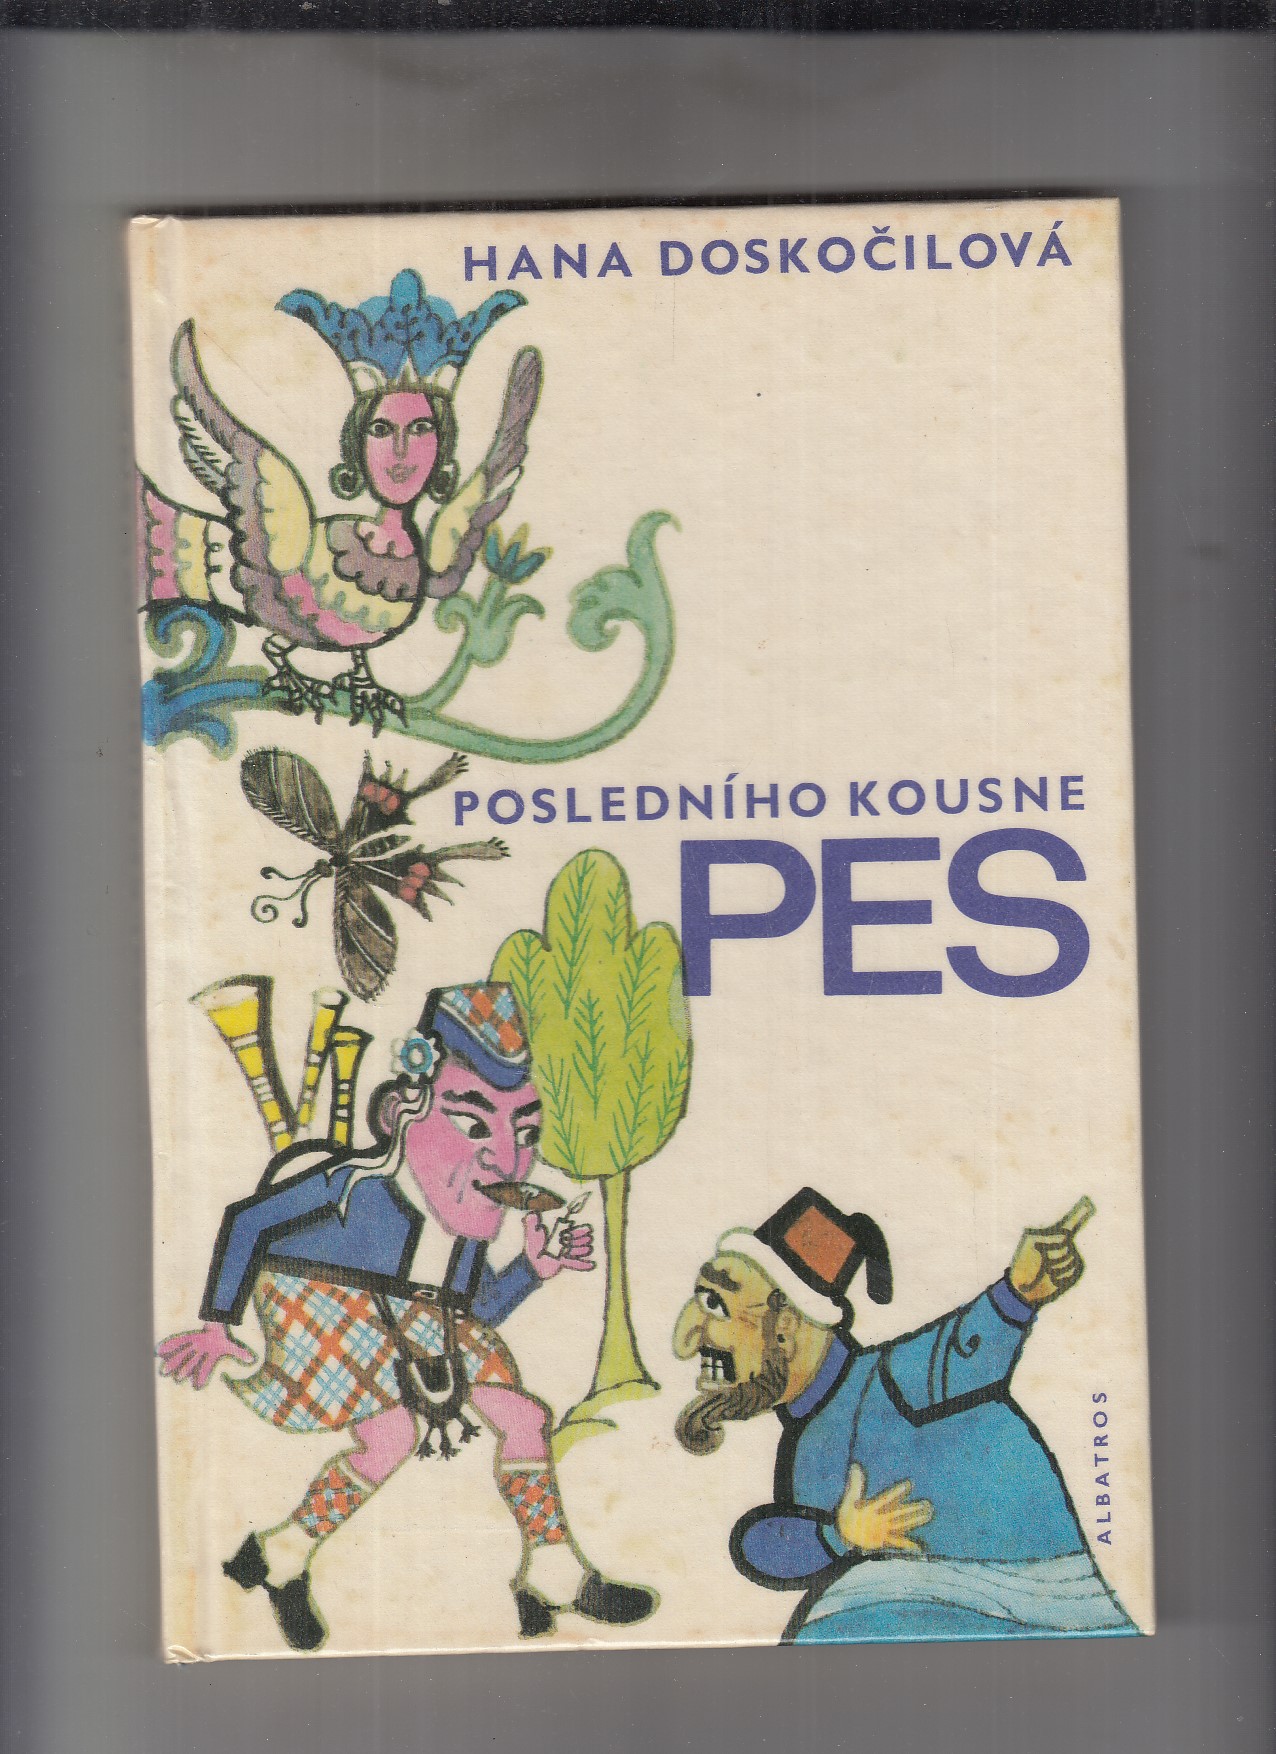 HANA DOSKOČILOVÁ
POSLEDNÍHO KOUSNE
PES
ALBATROS